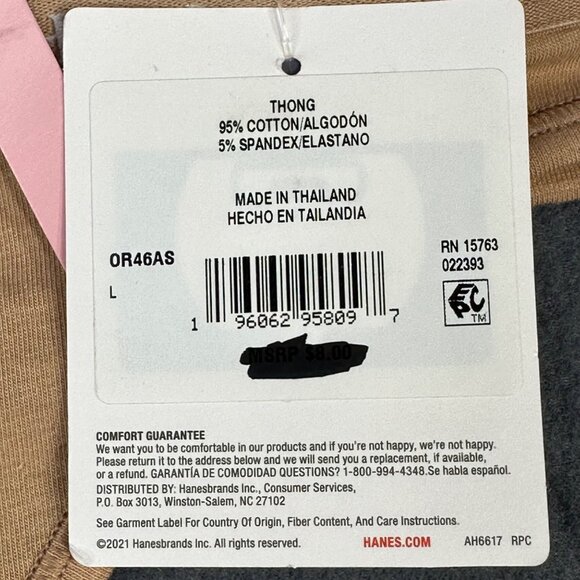 THONG
95% COTTON/ALGODÓN
5% SPANDEX/ELASTANO
MADE IN THAILAND
HECHO EN TAILANDIA
OR46AS
L
RN 15763
022393
EPC TM
1 96062 95809 7
MSRP $8.00
COMFORT GUARANTEE
We want you to be comfortable in our products and if you're not happy, we're not happy.
Please return it to the address below and we will send you a replacement, if available,
or a refund. GARANTÍA DE COMODIDAD QUESTIONS? 1-800-994-4348.Se habla español.
DISTRIBUTED BY: Hanesbrands Inc., Consumer Services,
P.O. Box 3013, Winston-Salem, NC 27102
See Garment Label For Country Of Origin, Fiber Content, And Care Instructions.
©2021 Hanesbrands Inc. All rights reserved. HANES.COM AH6617 RPC